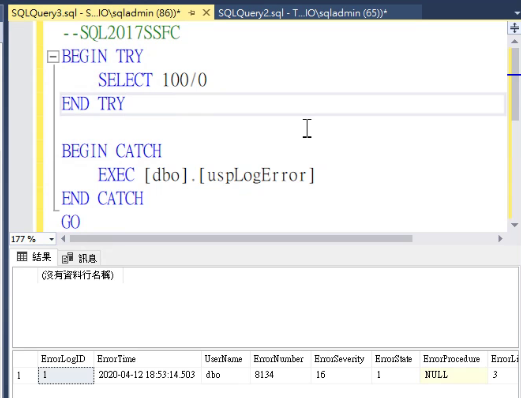 SQLQuery3.sql - S...IO\sqladmin (86))*
SQLQuery2.sql - T...IO\sqladmin (65))*
--SQL2017SSFC
BEGIN TRY
SELECT 100/0
END TRY
BEGIN CATCH
EXEC [dbo].[uspLogError]
END CATCH
GO
177 %
結果 訊息
(沒有資料行名稱)
ErrorLogID ErrorTime UserName ErrorNumber ErrorSeverity ErrorState ErrorProcedure ErrorLi
1 1 2020-04-12 18:53:14.503 dbo 8134 16 1 NULL 3